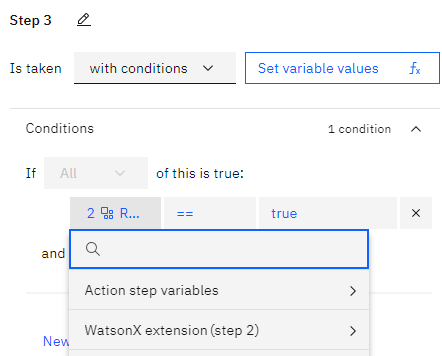 Step 3
Is taken with conditions Set variable values fx
Conditions 1 condition
If All of this is true:
2 R... == true
and
Action step variables
WatsonX extension (step 2)
New